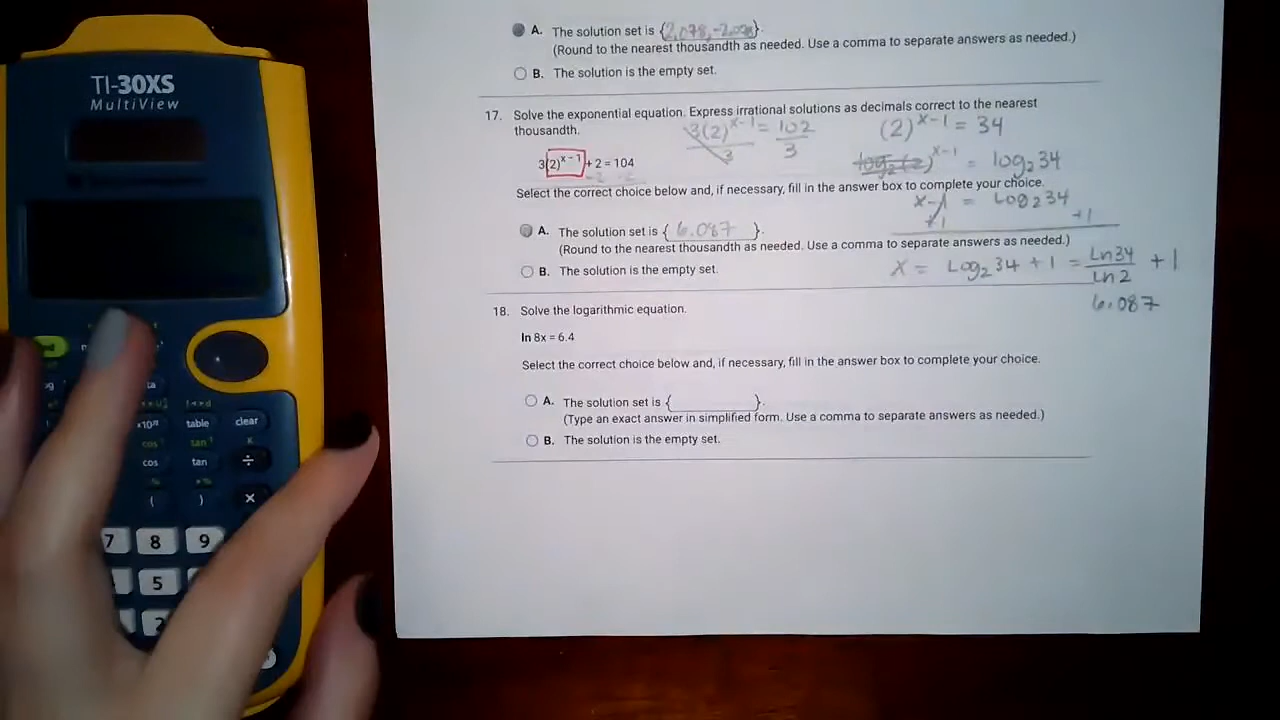 TI-30XS
MultiView
table
clear
cos
tan
cos
tan
÷
(
)
×
7
8
9
5
2
A. The solution set is {2.078, }.
(Round to the nearest thousandth as needed. Use a comma to separate answers as needed.)
B. The solution is the empty set.
17. Solve the exponential equation. Express irrational solutions as decimals correct to the nearest
thousandth.
3(2)^x-1 + 2 = 104
-2 -2
3(2)^x-1 = 102
3 3
(2)^x-1 = 34
log₂(2)^x-1 = log₂34
Select the correct choice below and, if necessary, fill in the answer box to complete your choice.
x-1 = Log₂34
+1 +1
A. The solution set is { 6.087 }.
(Round to the nearest thousandth as needed. Use a comma to separate answers as needed.)
B. The solution is the empty set.
x = Log₂34 + 1 = Ln34 + 1
Ln2
6.087
18. Solve the logarithmic equation.
ln 8x = 6.4
Select the correct choice below and, if necessary, fill in the answer box to complete your choice.
A. The solution set is { }.
(Type an exact answer in simplified form. Use a comma to separate answers as needed.)
B. The solution is the empty set.